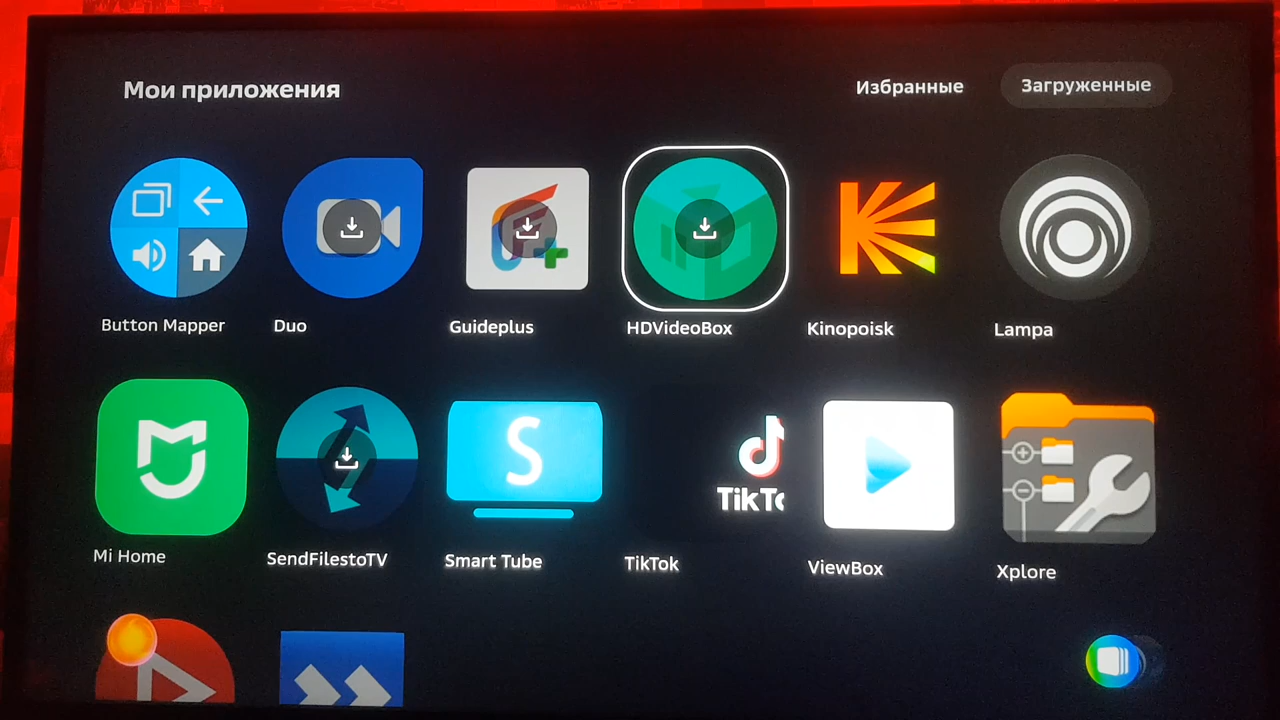 Мои приложения
Избранные
Загруженные
Button Mapper
Duo
Guideplus
HDVideoBox
Kinopoisk
Lampa
S
TikTo
Mi Home
SendFilestoTV
Smart Tube
TikTok
ViewBox
Xplore